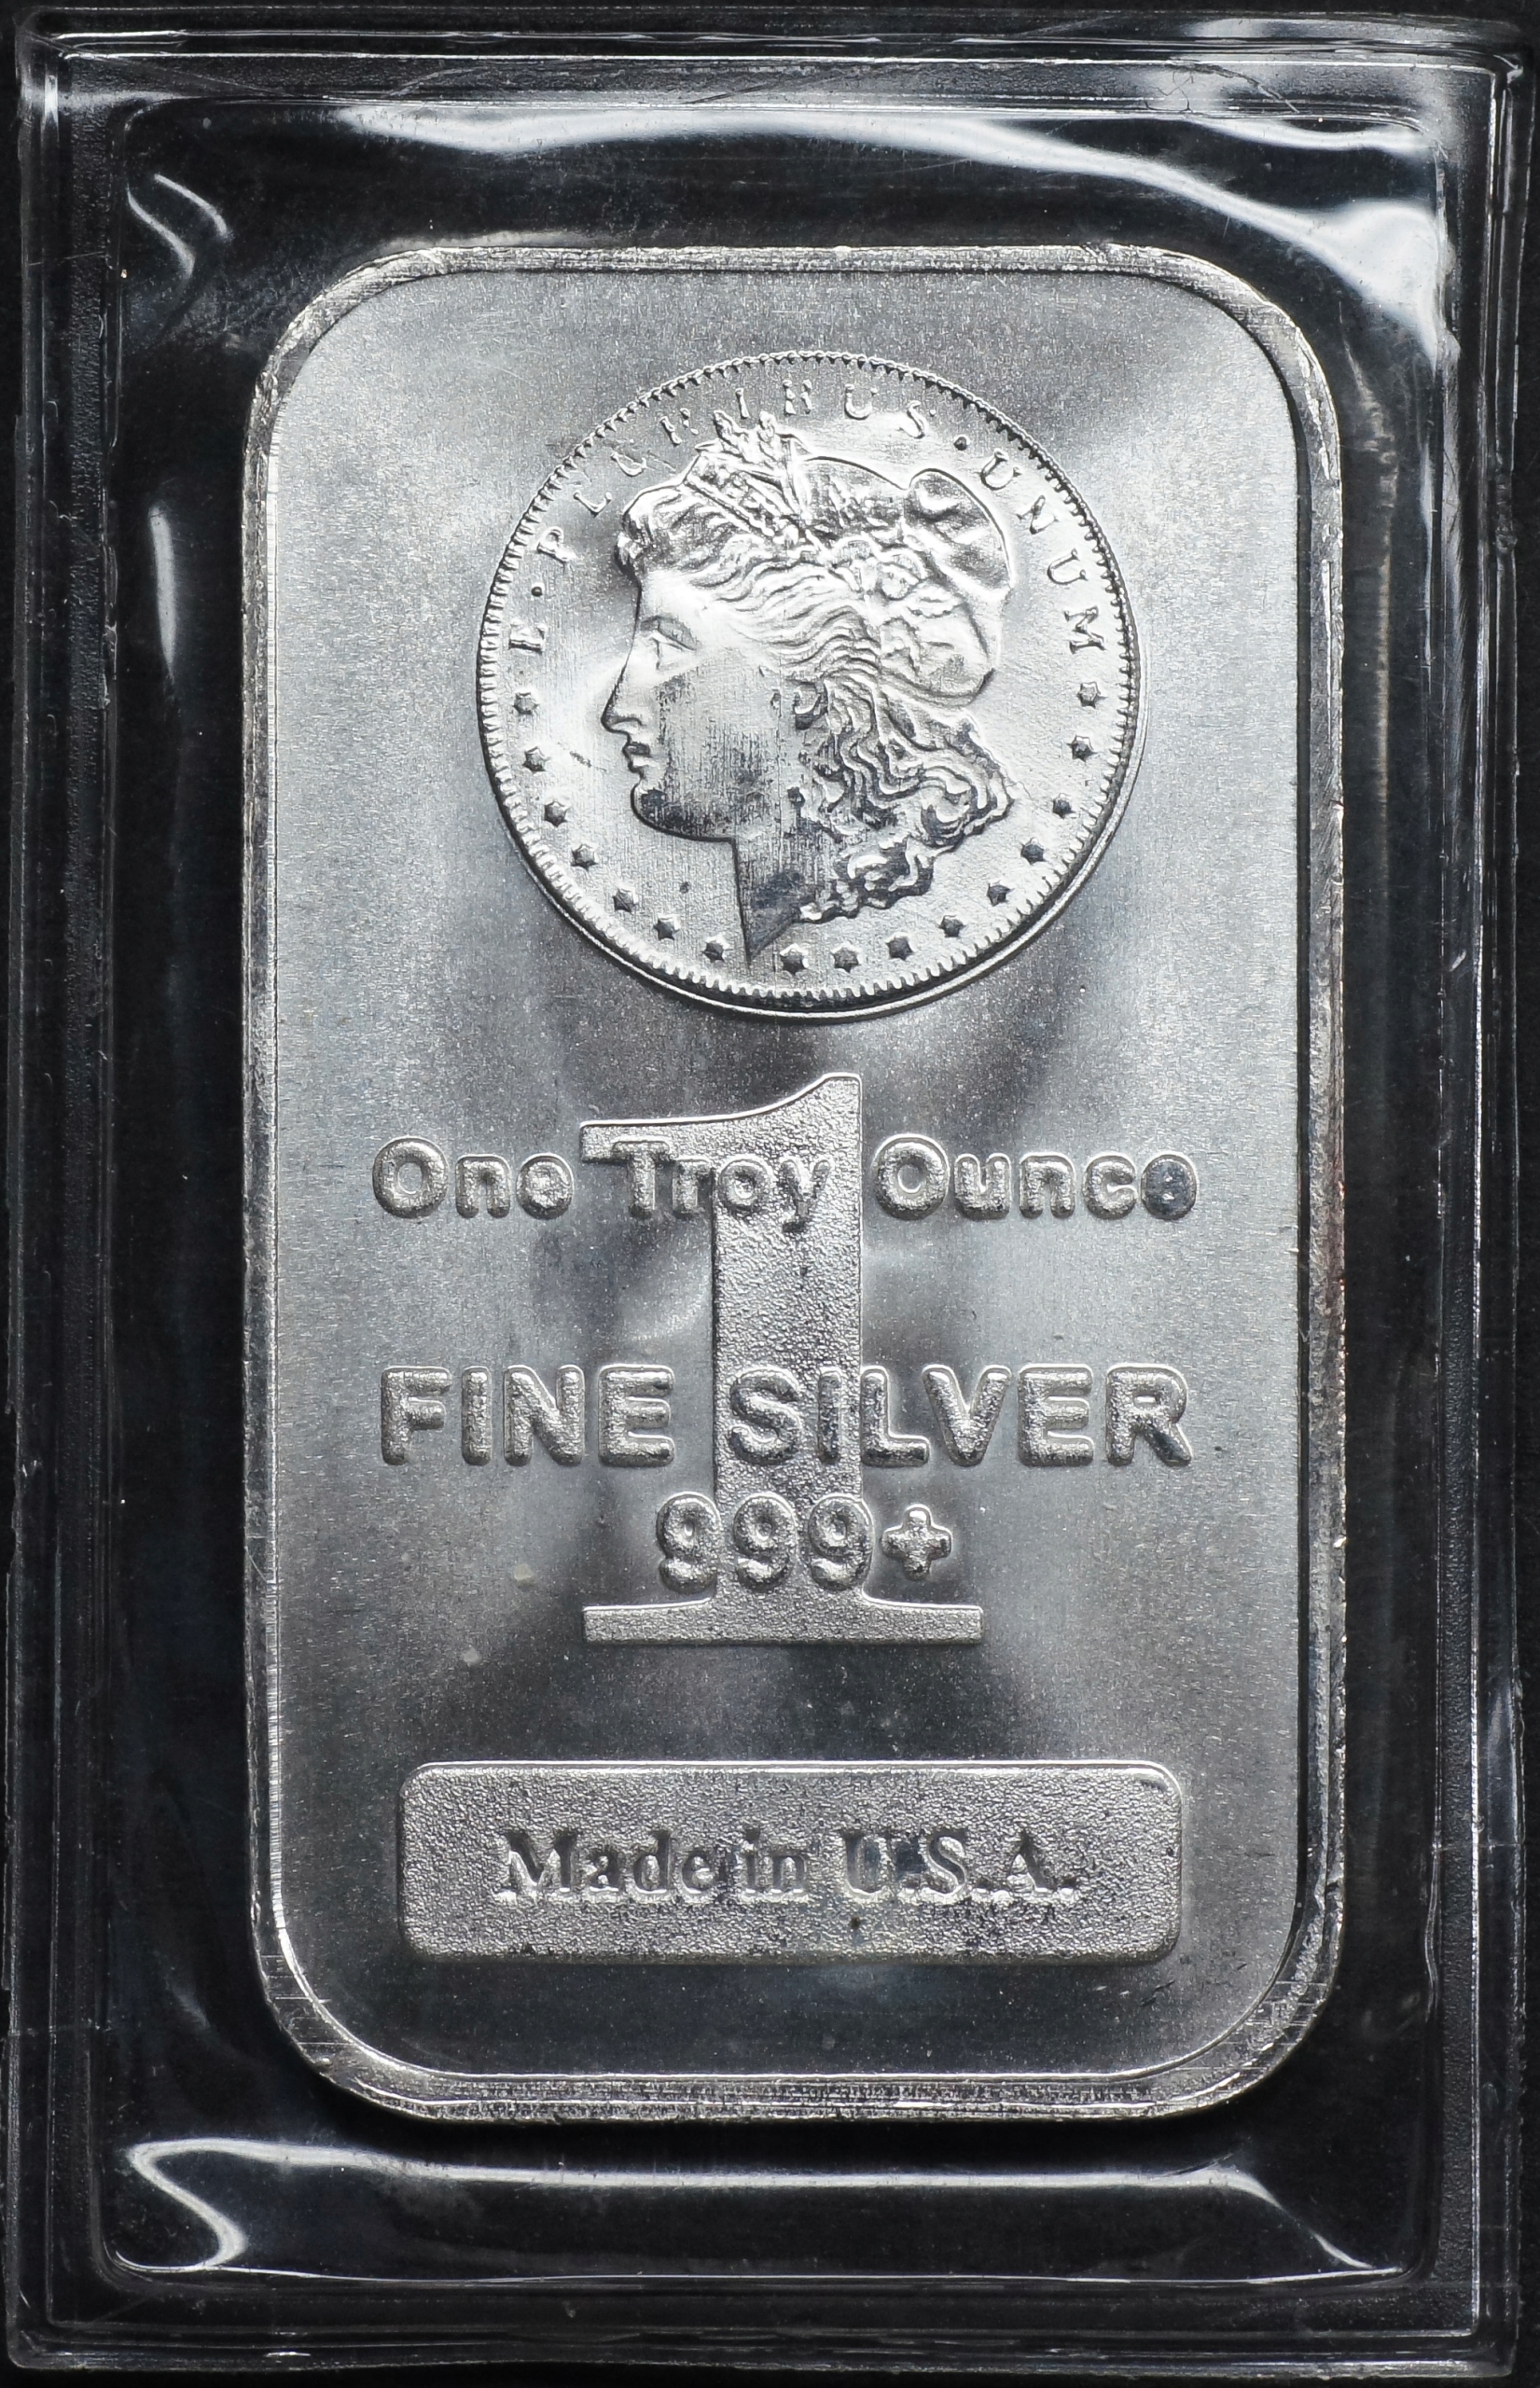 E · PLURIBUS · UNUM
1
One Troy Ounce
FINE SILVER
999+
Made in U.S.A.